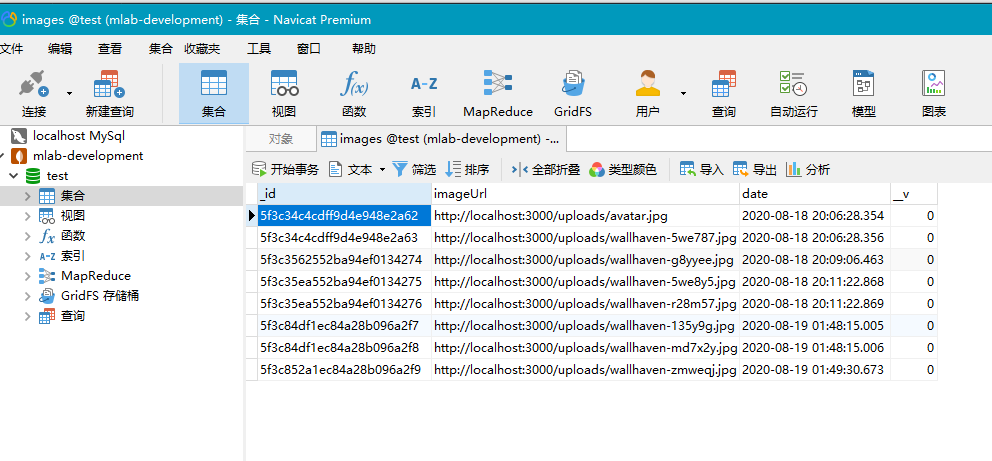 images @test (mlab-development) - 集合 - Navicat Premium
文件 编辑 查看 集合 收藏夹 工具 窗口 帮助
连接 新建查询 集合 视图 函数 索引 MapReduce GridFS 用户 查询 自动运行 模型 图表
localhost MySql
mlab-development
test
集合
视图
函数
索引
MapReduce
GridFS 存储桶
查询
对象 images @test (mlab-development) -...
开始事务 文本 筛选 排序 全部折叠 类型颜色 导入 导出 分析
_id imageUrl date __v
5f3c34c4cdff9d4e948e2a62 http://localhost:3000/uploads/avatar.jpg 2020-08-18 20:06:28.354 0
5f3c34c4cdff9d4e948e2a63 http://localhost:3000/uploads/wallhaven-5we787.jpg 2020-08-18 20:06:28.356 0
5f3c3562552ba94ef0134274 http://localhost:3000/uploads/wallhaven-g8yyee.jpg 2020-08-18 20:09:06.463 0
5f3c35ea552ba94ef0134275 http://localhost:3000/uploads/wallhaven-5we8y5.jpg 2020-08-18 20:11:22.868 0
5f3c35ea552ba94ef0134276 http://localhost:3000/uploads/wallhaven-r28m57.jpg 2020-08-18 20:11:22.869 0
5f3c84df1ec84a28b096a2f7 http://localhost:3000/uploads/wallhaven-135y9g.jpg 2020-08-19 01:48:15.005 0
5f3c84df1ec84a28b096a2f8 http://localhost:3000/uploads/wallhaven-md7x2y.jpg 2020-08-19 01:48:15.006 0
5f3c852a1ec84a28b096a2f9 http://localhost:3000/uploads/wallhaven-zmweqj.jpg 2020-08-19 01:49:30.673 0